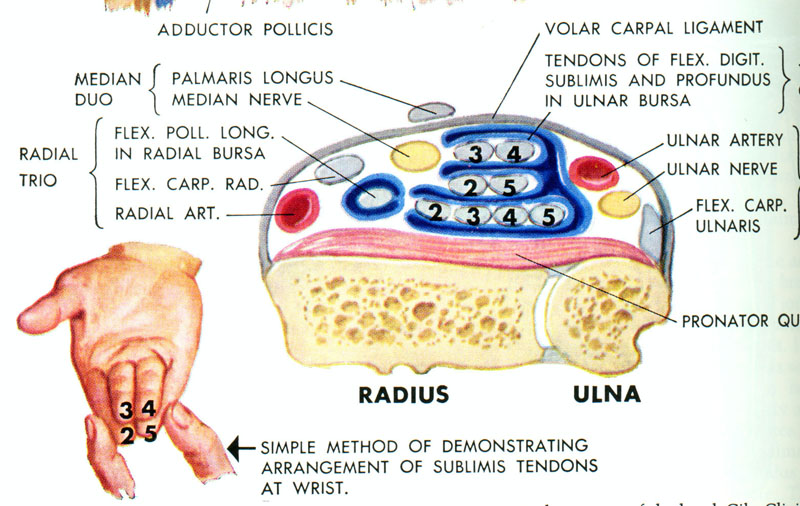 ADDUCTOR POLLICIS
VOLAR CARPAL LIGAMENT
MEDIAN
DUO
PALMARIS LONGUS
MEDIAN NERVE
TENDONS OF FLEX. DIGIT.
SUBLIMIS AND PROFUNDUS
IN ULNAR BURSA
RADIAL
TRIO
FLEX. POLL. LONG.
IN RADIAL BURSA
FLEX. CARP. RAD.
RADIAL ART.
3 4
2 5
2 3 4 5
ULNAR ARTERY
ULNAR NERVE
FLEX. CARP.
ULNARIS
PRONATOR QU
RADIUS
ULNA
3 4
2 5
SIMPLE METHOD OF DEMONSTRATING
ARRANGEMENT OF SUBLIMIS TENDONS
AT WRIST.